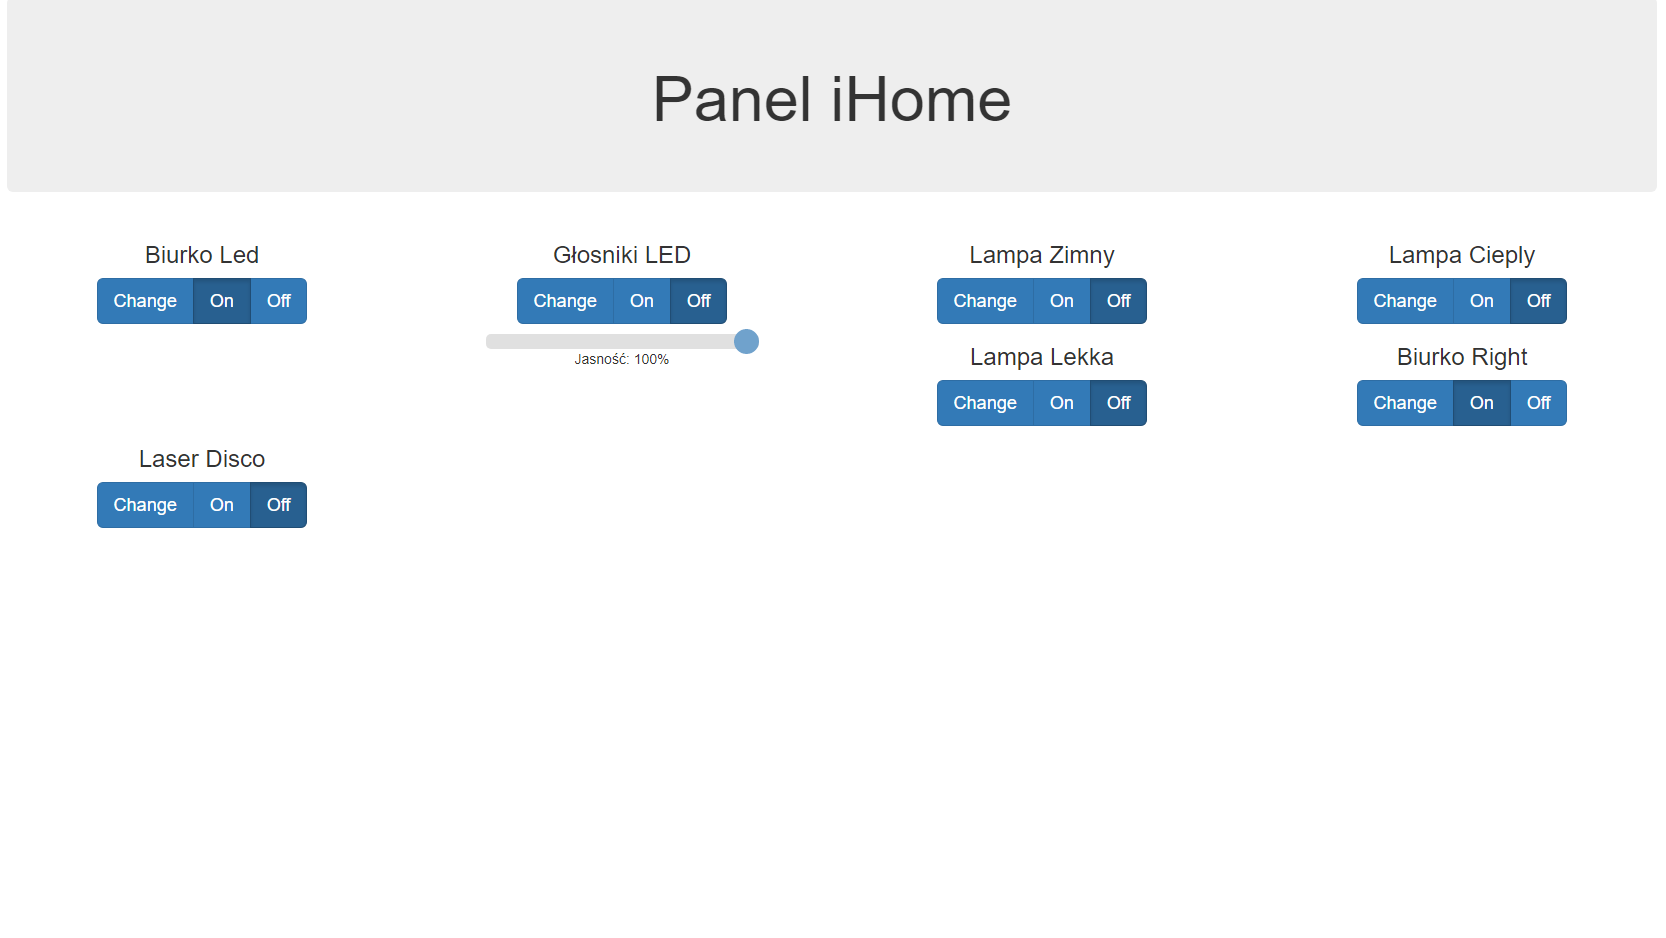 Panel iHome
Biurko Led
Change On Off
Głosniki LED
Change On Off
Jasność: 100%
Lampa Zimny
Change On Off
Lampa Cieply
Change On Off
Lampa Lekka
Change On Off
Biurko Right
Change On Off
Laser Disco
Change On Off